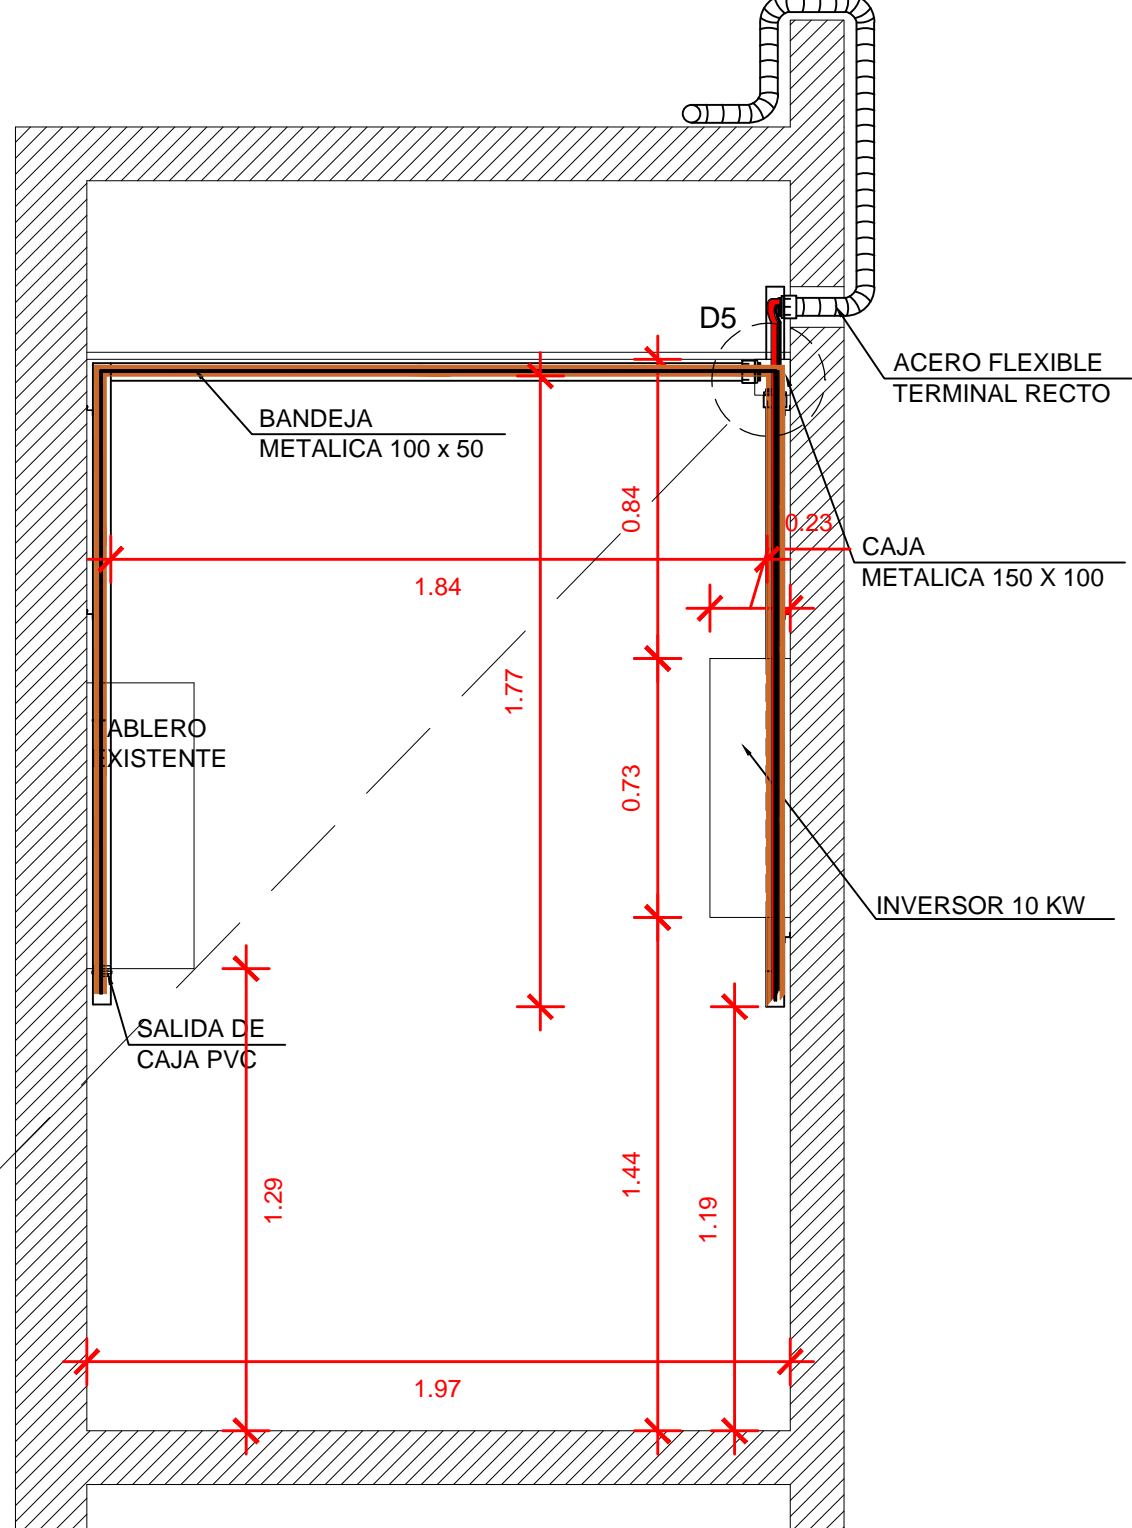 D5
ACERO FLEXIBLE
TERMINAL RECTO
BANDEJA
METALICA 100 x 50
0.84
0.23
CAJA
METALICA 150 X 100
1.84
1.77
TABLERO
EXISTENTE
0.73
INVERSOR 10 KW
SALIDA DE
CAJA PVC
1.29
1.44
1.19
1.97